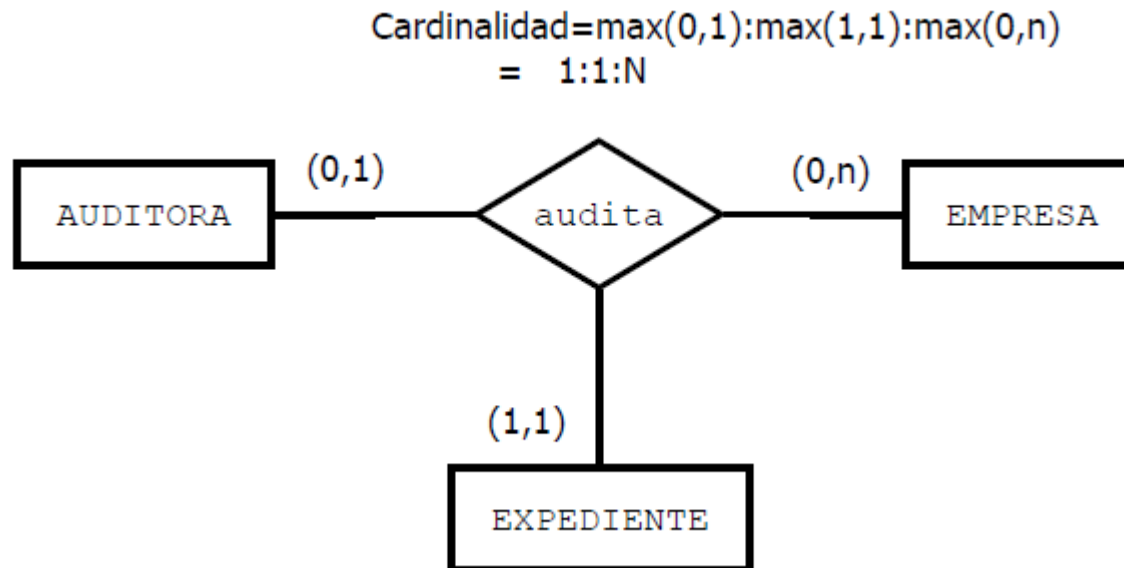 Cardinalidad=max(0,1):max(1,1):max(0,n)
= 1:1:N
(0,1)
(0,n)
AUDITORA
audita
EMPRESA
(1,1)
EXPEDIENTE